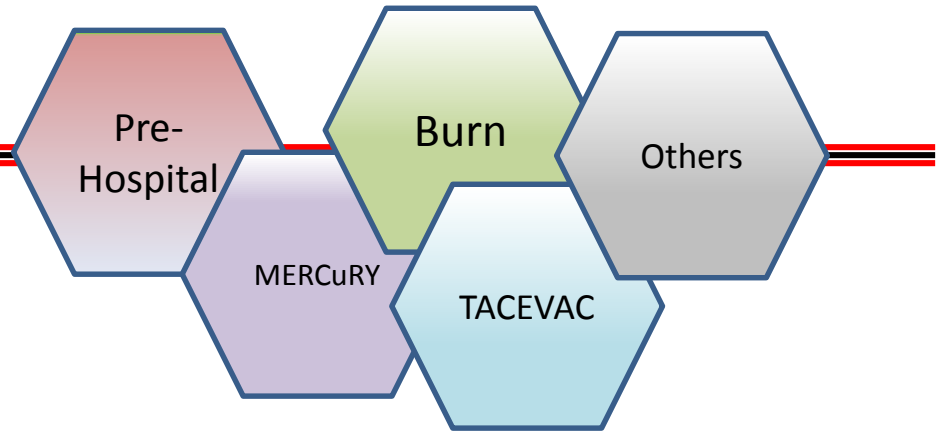 Pre-
Hospital
Burn
Others
MERCuRY
TACEVAC